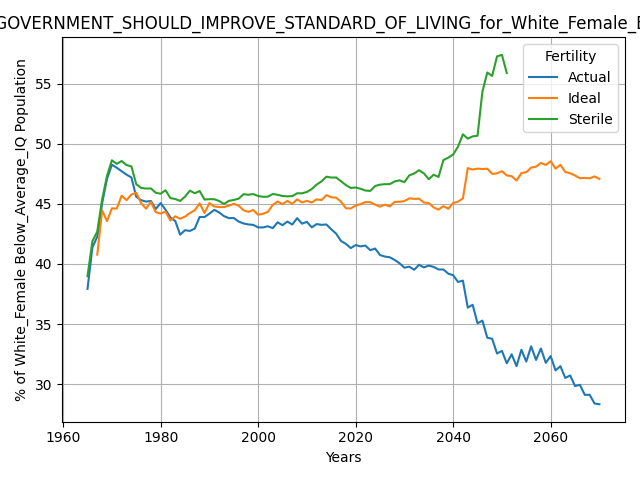 GOVERNMENT_SHOULD_IMPROVE_STANDARD_OF_LIVING_for_White_Female_B
Fertility
Actual
Ideal
Sterile
% of White_Female Below_Average_IQ Population
55
50
45
40
35
30
1960
1980
2000
2020
2040
2060
Years